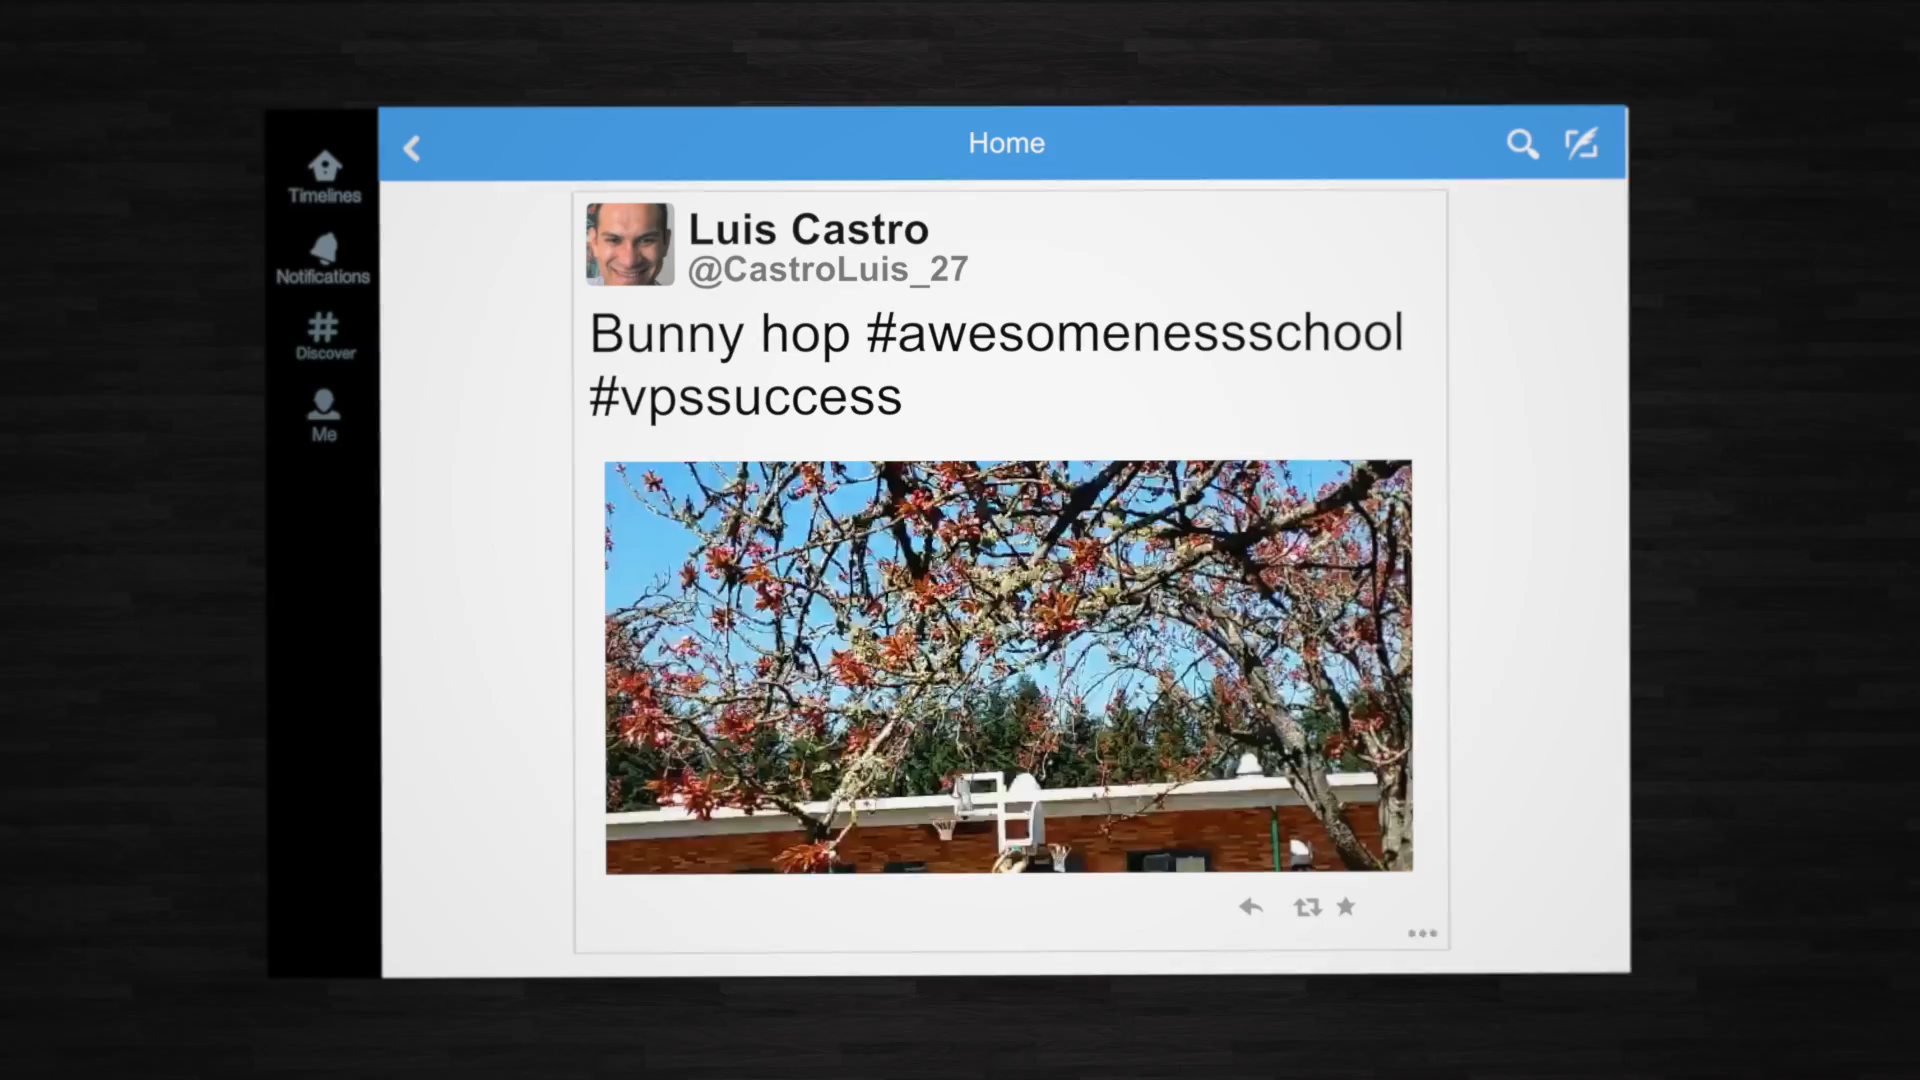 Home
Timelines
Notifications
Discover
Me
Luis Castro
@CastroLuis_27
Bunny hop #awesomenessschool
#vpssuccess